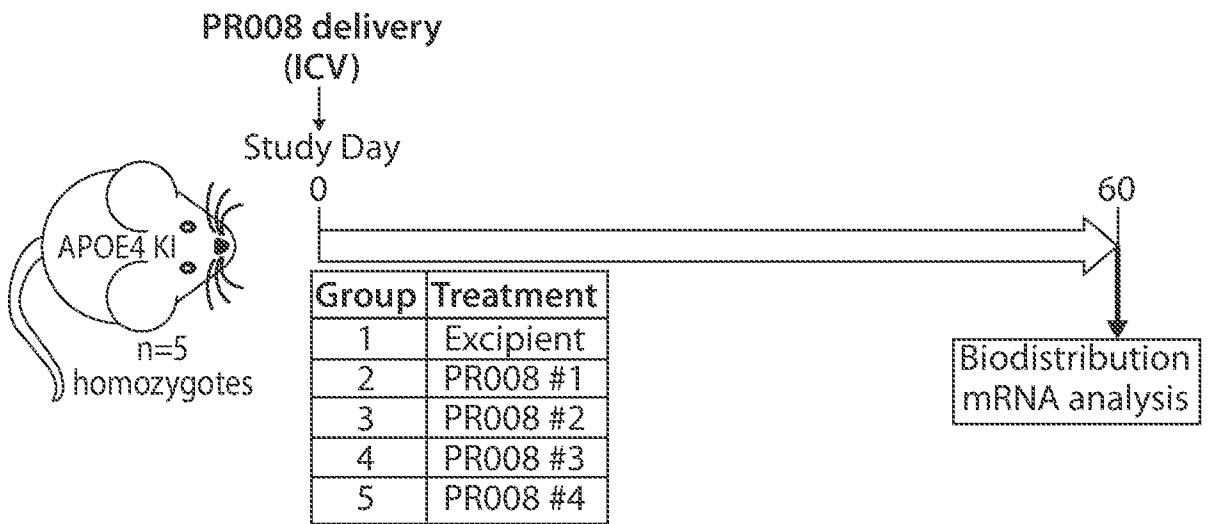 PR008 delivery
(ICV)
Study Day
0
60
APOE4 KI
n=5
homozygotes
Group Treatment
1 Excipient
2 PR008 #1
3 PR008 #2
4 PR008 #3
5 PR008 #4
Biodistribution
mRNA analysis